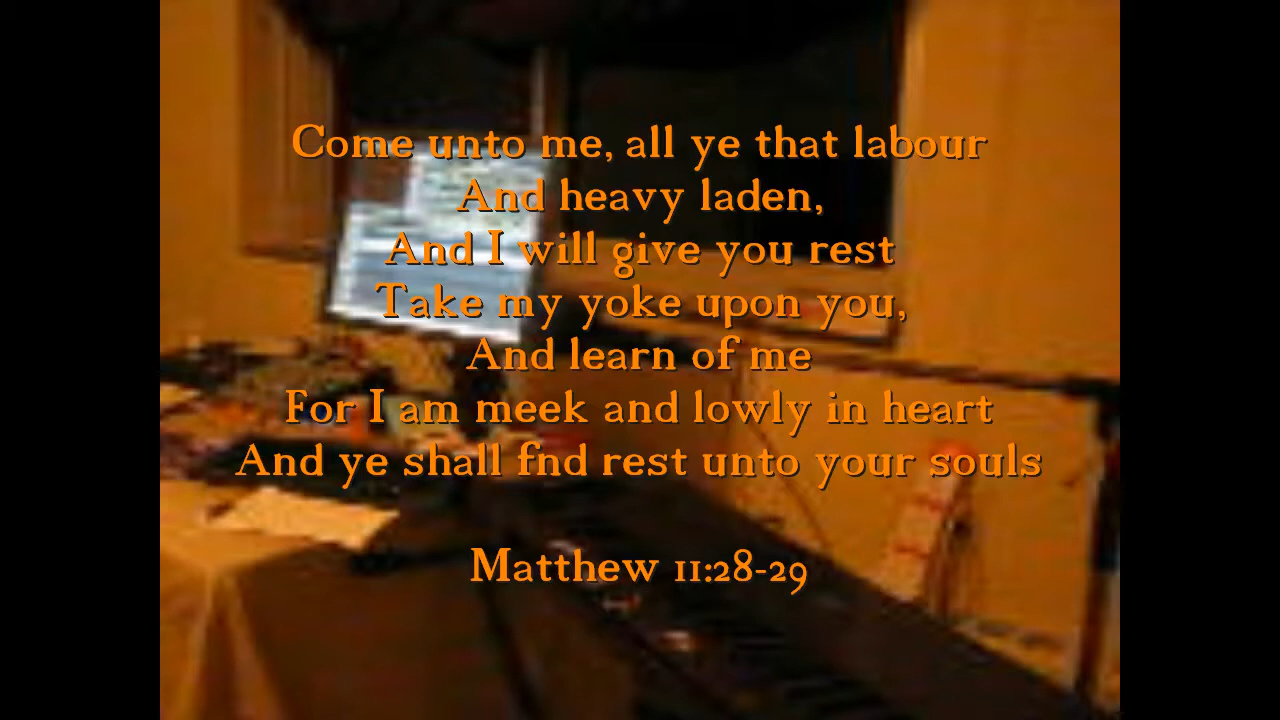 Come unto me, all ye that labour
And heavy laden,
And I will give you rest
Take my yoke upon you,
And learn of me
For I am meek and lowly in heart
And ye shall fnd rest unto your souls
Matthew 11:28-29